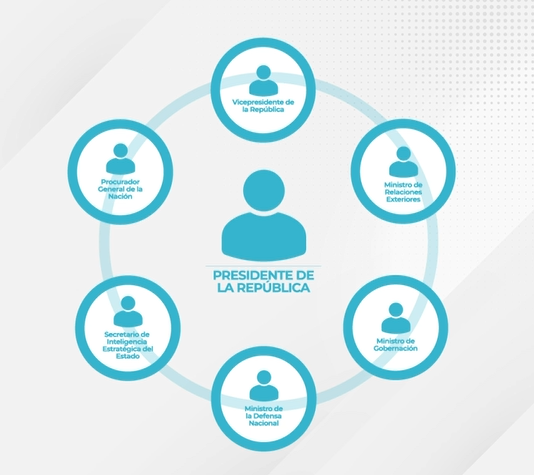 Vicepresidente de
la República
Procurador
General de la
Nación
Ministro de
Relaciones
Exteriores
PRESIDENTE DE
LA REPÚBLICA
Secretario de
Inteligencia
Estratégica del
Estado
Ministro de
Gobernación
Ministro de
la Defensa
Nacional